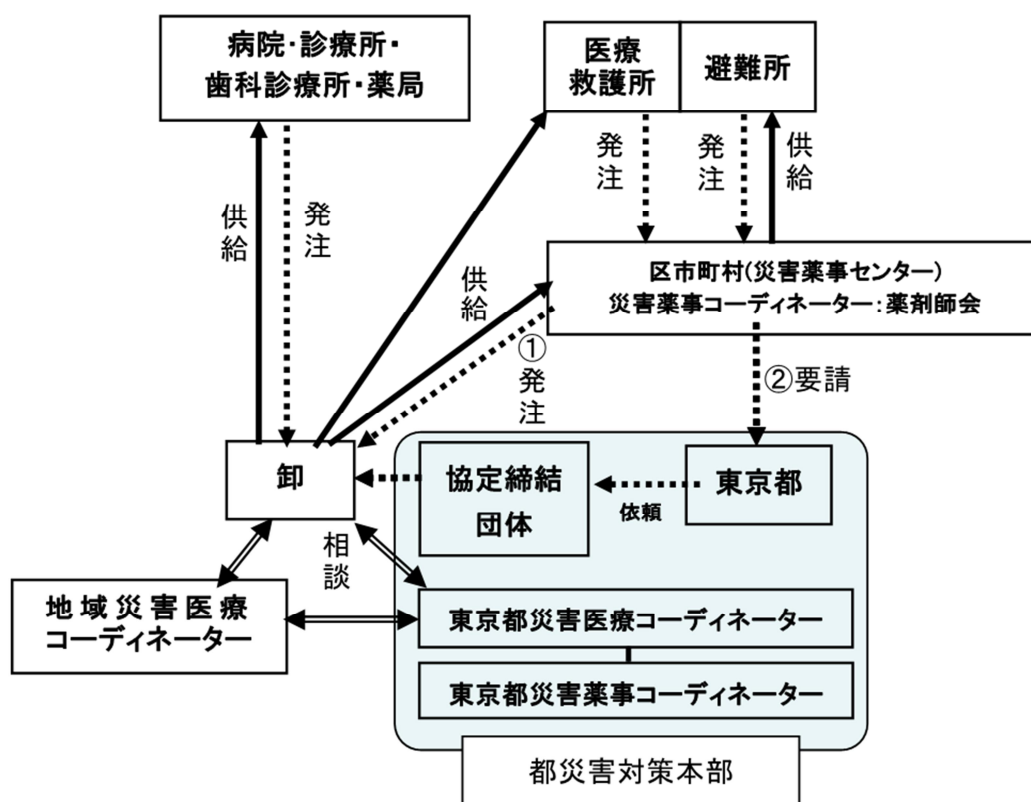 病院・診療所・
歯科診療所・薬局
医療
救護所
避難所
供給
発注
発注
発注
供給
区市町村(災害薬事センター)
災害薬事コーディネーター:薬剤師会
供給
①
発注
②要請
卸
協定締結
団体
依頼
東京都
相談
地域災害医療
コーディネーター
東京都災害医療コーディネーター
東京都災害薬事コーディネーター
都災害対策本部